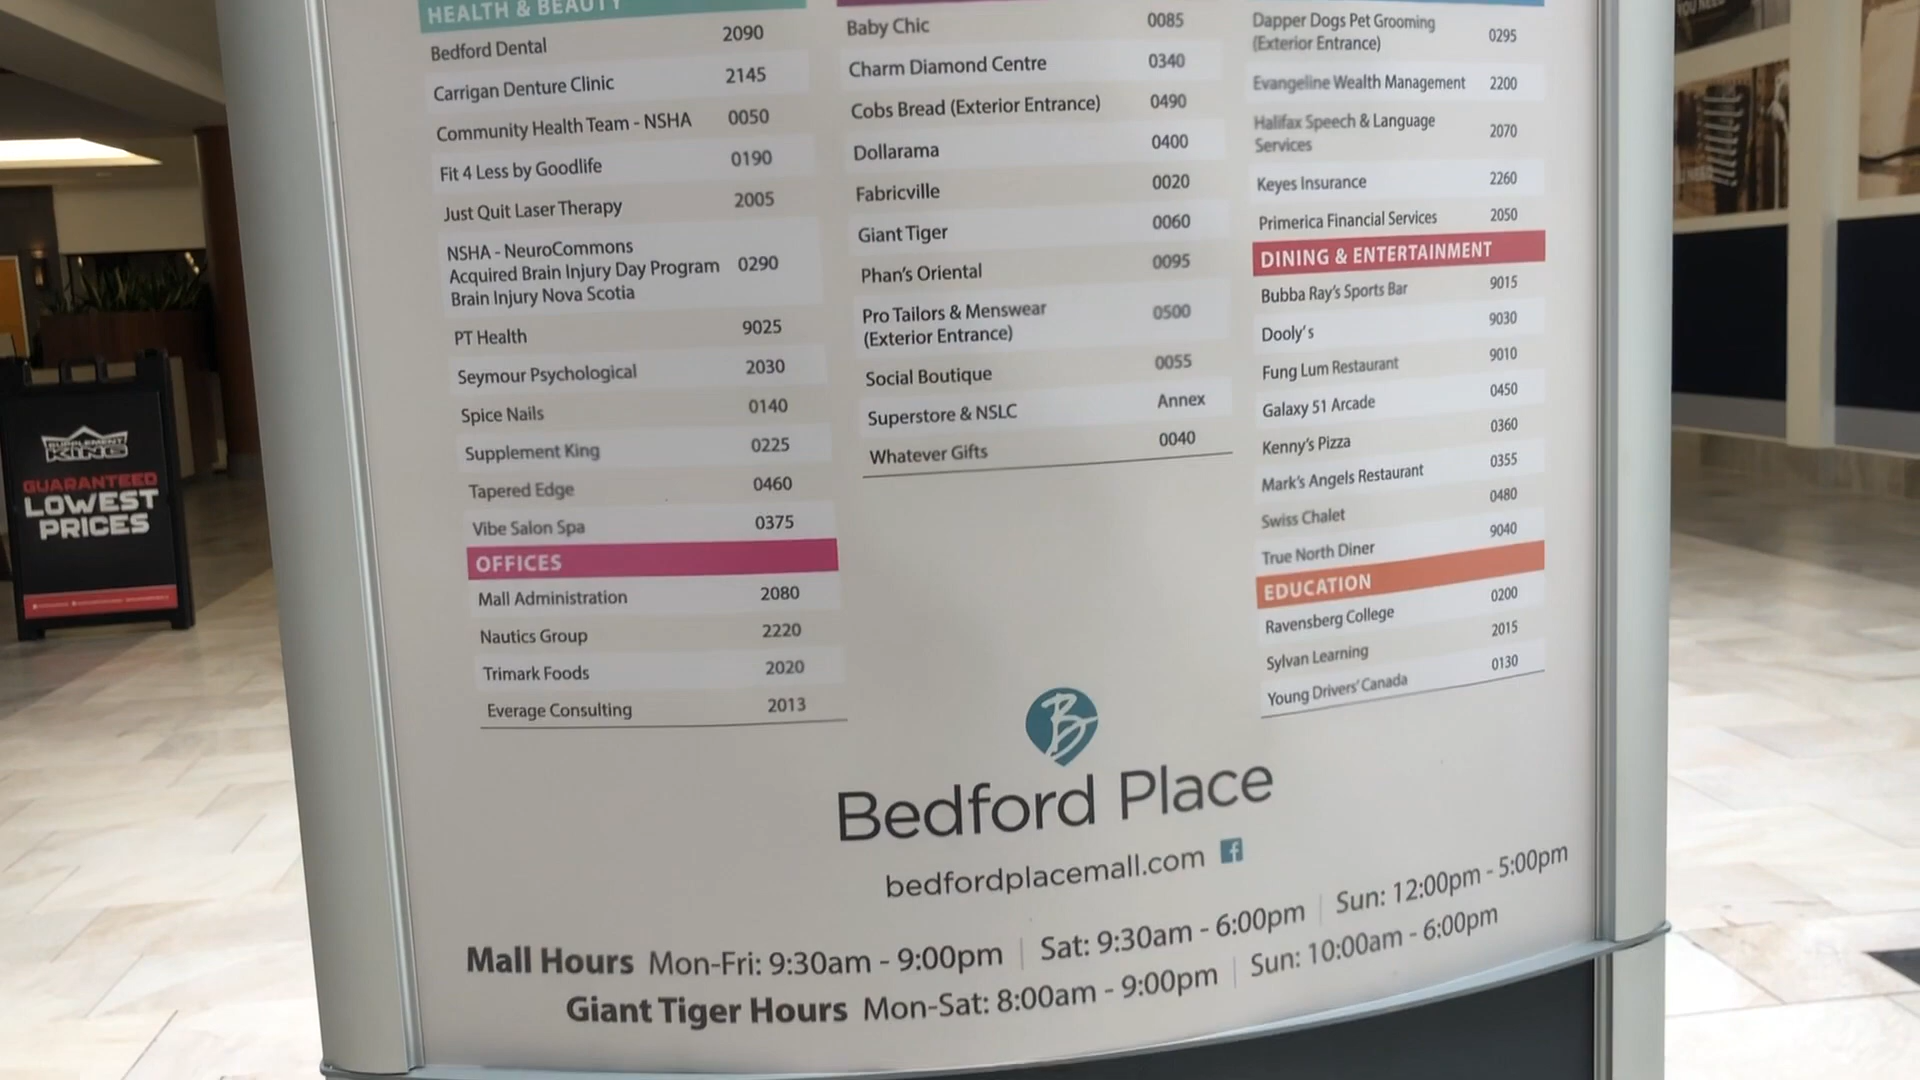 HEALTH & BEAUTY
Bedford Dental 2090
Carrigan Denture Clinic 2145
Community Health Team - NSHA 0050
Fit 4 Less by Goodlife 0190
Just Quit Laser Therapy 2005
NSHA - NeuroCommons
Acquired Brain Injury Day Program 0290
Brain Injury Nova Scotia
PT Health 9025
Seymour Psychological 2030
Spice Nails 0140
Supplement King 0225
Tapered Edge 0460
Vibe Salon Spa 0375
OFFICES
Mall Administration 2080
Nautics Group 2220
Trimark Foods 2020
Everage Consulting 2013
Baby Chic 0085
Charm Diamond Centre 0340
Cobs Bread (Exterior Entrance) 0490
Dollarama 0400
Fabricville 0020
Giant Tiger 0060
Phan's Oriental 0095
Pro Tailors & Menswear 0500
(Exterior Entrance)
Social Boutique 0055
Superstore & NSLC Annex
Whatever Gifts 0040
Dapper Dogs Pet Grooming
(Exterior Entrance) 0295
Evangeline Wealth Management 2200
Halifax Speech & Language
Services 2070
Keyes Insurance 2260
Primerica Financial Services 2050
DINING & ENTERTAINMENT
Bubba Ray's Sports Bar 9015
Dooly's 9030
Fung Lum Restaurant 9010
Galaxy 51 Arcade 0450
Kenny's Pizza 0360
Mark's Angels Restaurant 0355
Swiss Chalet 0480
True North Diner 9040
EDUCATION
Ravensberg College 0200
Sylvan Learning 2015
Young Drivers' Canada 0130
B
Bedford Place
bedfordplacemall.com f
Mall Hours Mon-Fri: 9:30am - 9:00pm | Sat: 9:30am - 6:00pm | Sun: 12:00pm - 5:00pm
Giant Tiger Hours Mon-Sat: 8:00am - 9:00pm | Sun: 10:00am - 6:00pm
SUPPLEMENT
KING
GUARANTEED
LOWEST
PRICES